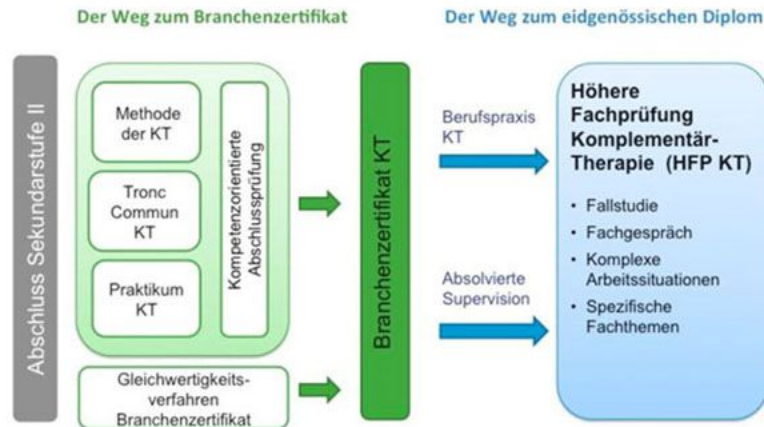 Der Weg zum Branchenzertifikat
Der Weg zum eidgenössischen Diplom
Abschluss Sekundarstufe II
Methode
der KT
Tronc
Commun
KT
Praktikum
KT
Kompetenzorientierte
Abschlussprüfung
Gleichwertigkeits-
verfahren
Branchenzertifikat
Branchenzertifikat KT
Berufspraxis
KT
Absolvierte
Supervision
Höhere
Fachprüfung
Komplementär-
Therapie (HFP KT)
• Fallstudie
• Fachgespräch
• Komplexe
Arbeitssituationen
• Spezifische
Fachthemen